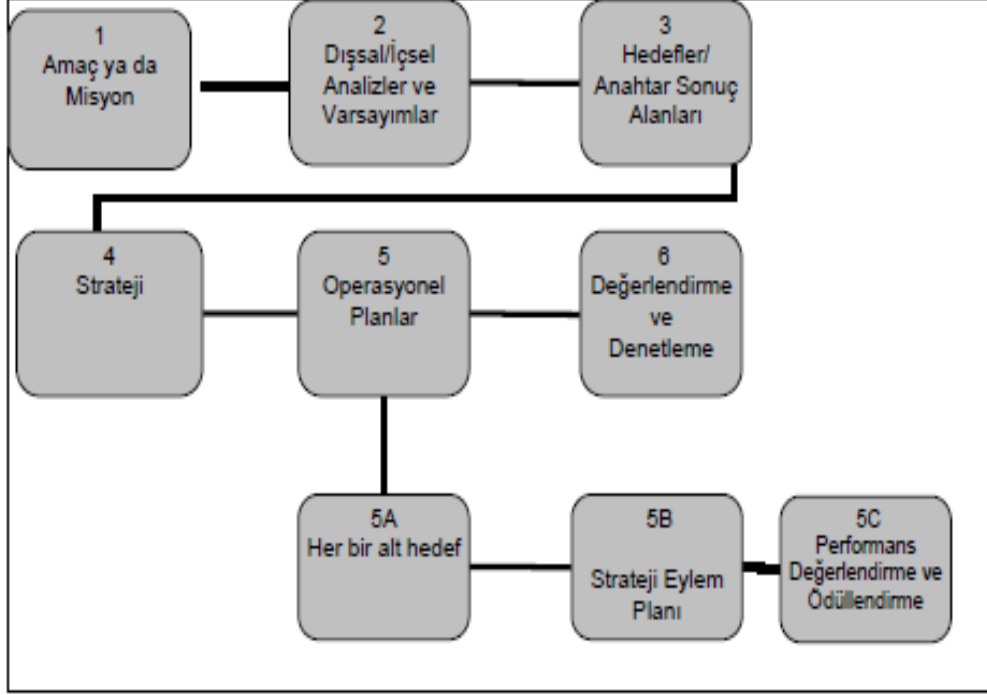 1
Amaç ya da
Misyon
2
Dışsal/İçsel
Analizler ve
Varsayımlar
3
Hedefler/
Anahtar Sonuç
Alanları
4
Strateji
5
Operasyonel
Planlar
6
Değerlendirme
ve
Denetleme
5A
Her bir alt hedef
5B
Strateji Eylem
Planı
5C
Performans
Değerlendirme ve
Ödüllendirme